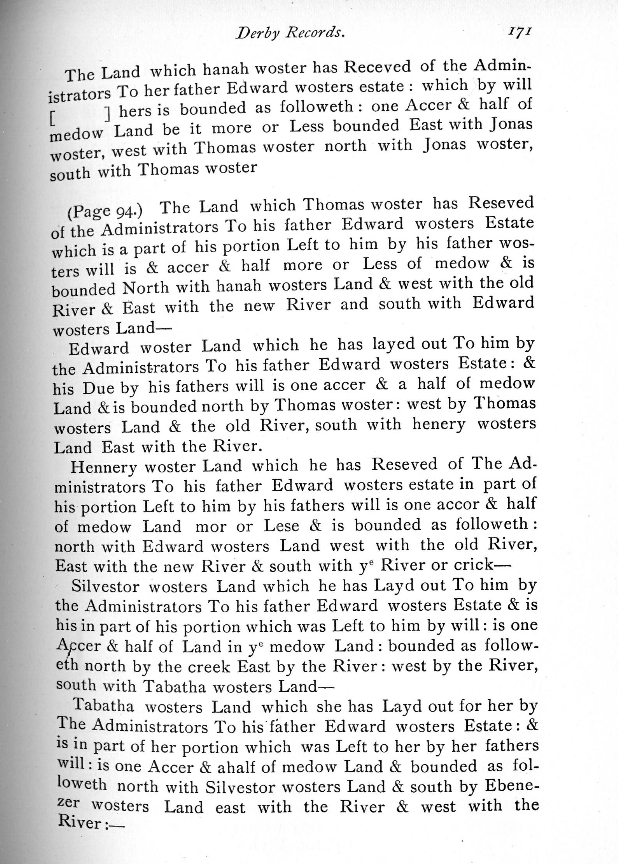 Derby Records. 171
The Land which hanah woster has Receved of the Admin-
istrators To her father Edward wosters estate : which by will
[ ] hers is bounded as followeth : one Accer & half of
medow Land be it more or Less bounded East with Jonas
woster, west with Thomas woster north with Jonas woster,
south with Thomas woster
(Page 94.) The Land which Thomas woster has Reseved
of the Administrators To his father Edward wosters Estate
which is a part of his portion Left to him by his father wos-
ters will is & accer & half more or Less of medow & is
bounded North with hanah wosters Land & west with the old
River & East with the new River and south with Edward
wosters Land—
Edward woster Land which he has layed out To him by
the Administrators To his father Edward wosters Estate : &
his Due by his fathers will is one accer & a half of medow
Land & is bounded north by Thomas woster : west by Thomas
wosters Land & the old River, south with henery wosters
Land East with the River.
Hennery woster Land which he has Reseved of The Ad-
ministrators To his father Edward wosters estate in part of
his portion Left to him by his fathers will is one accor & half
of medow Land mor or Lese & is bounded as followeth :
north with Edward wosters Land west with the old River,
East with the new River & south with yᵉ River or crick—
Silvestor wosters Land which he has Layd out To him by
the Administrators To his father Edward wosters Estate & is
his in part of his portion which was Left to him by will : is one
Accer & half of Land in yᵉ medow Land : bounded as follow-
eth north by the creek East by the River : west by the River,
south with Tabatha wosters Land—
Tabatha wosters Land which she has Layd out for her by
The Administrators To his father Edward wosters Estate : &
is in part of her portion which was Left to her by her fathers
will : is one Accer & ahalf of medow Land & bounded as fol-
loweth north with Silvestor wosters Land & south by Ebene-
zer wosters Land east with the River & west with the
River :—